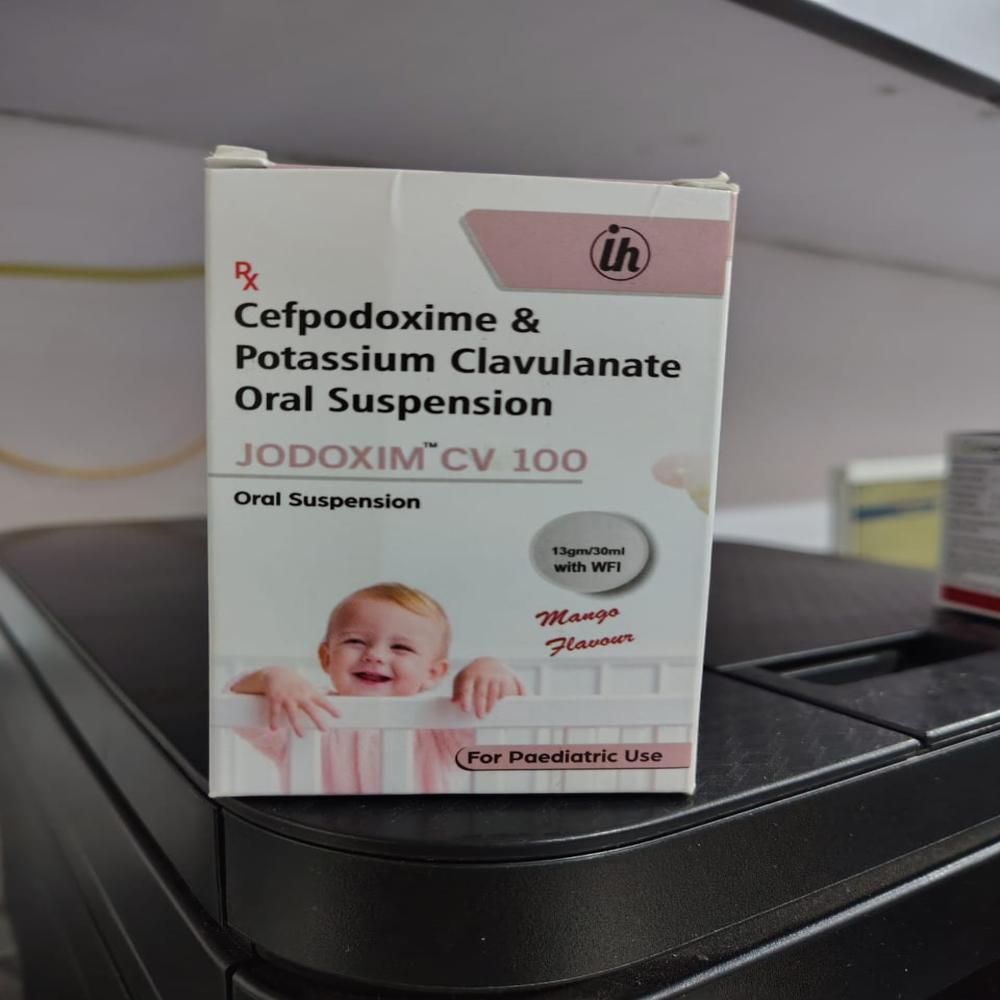 ih
Rx
Cefpodoxime &
Potassium Clavulanate
Oral Suspension
JODOXIM™ CV 100
Oral Suspension
13gm/30ml
with WFI
Mango
Flavour
For Paediatric Use